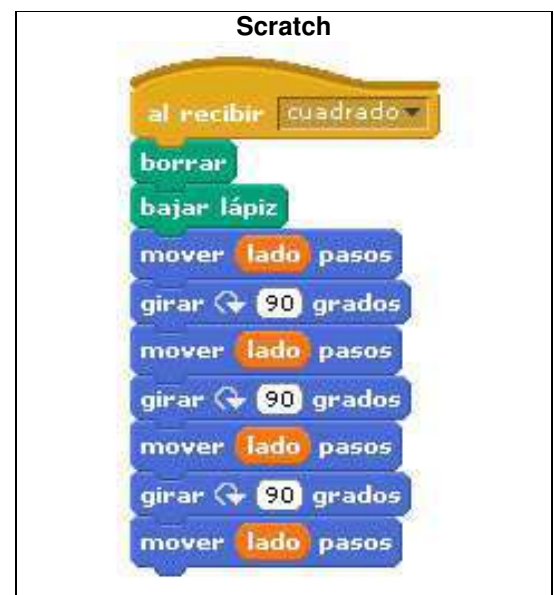 Scratch
al recibir cuadrado
borrar
bajar lápiz
mover lado pasos
girar 90 grados
mover lado pasos
girar 90 grados
mover lado pasos
girar 90 grados
mover lado pasos